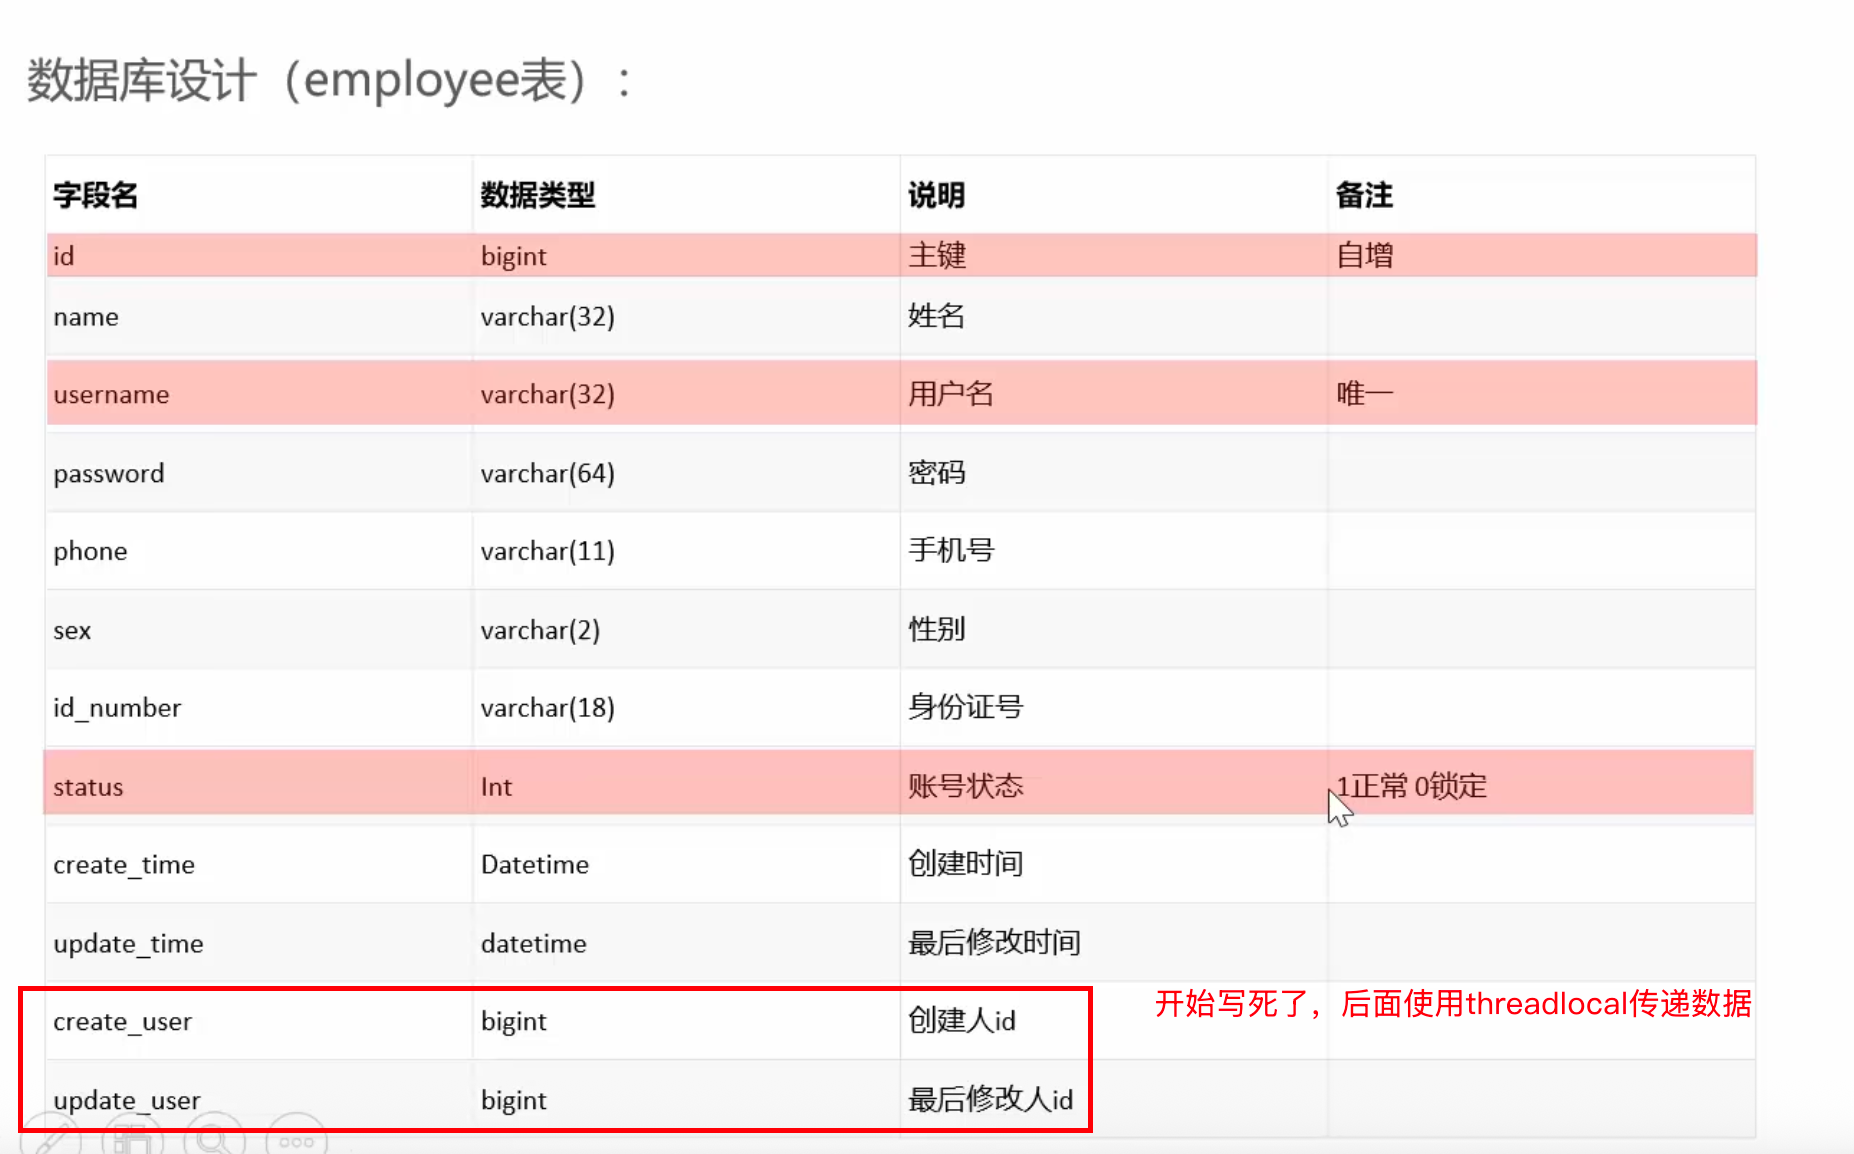 数据库设计（employee表）：
字段名 数据类型 说明 备注
id bigint 主键 自增
name varchar(32) 姓名
username varchar(32) 用户名 唯一
password varchar(64) 密码
phone varchar(11) 手机号
sex varchar(2) 性别
id_number varchar(18) 身份证号
status Int 账号状态 1正常 0锁定
create_time Datetime 创建时间
update_time datetime 最后修改时间
开始写死了，后面使用threadlocal传递数据
create_user bigint 创建人id
update_user bigint 最后修改人id